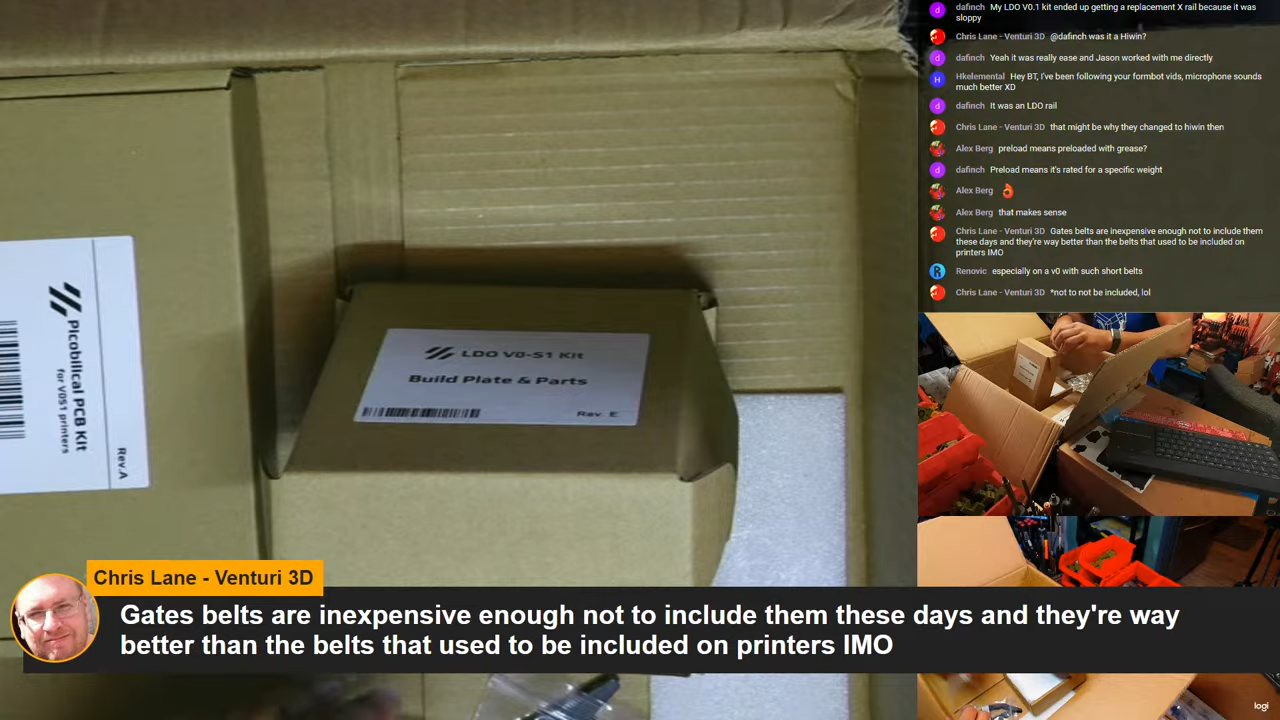 dafinch My LDO V0.1 kit ended up getting a replacement X rail because it was
sloppy
Chris Lane - Venturi 3D @dafinch was it a Hiwin?
dafinch Yeah it was really ease and Jason worked with me directly
Hkelemental Hey BT, I've been following your formbot vids, microphone sounds
much better XD
dafinch It was an LDO rail
Chris Lane - Venturi 3D that might be why they changed to hiwin then
Alex Berg preload means preloaded with grease?
dafinch Preload means it's rated for a specific weight
Alex Berg 👌
Alex Berg that makes sense
Chris Lane - Venturi 3D Gates belts are inexpensive enough not to include them
these days and they're way better than the belts that used to be included on
printers IMO
Renovic especially on a v0 with such short belts
Chris Lane - Venturi 3D *not to not be included, lol
Picobilical PCB Kit
for V0S1 printers
Rev.A
LDO V0-S1 Kit
Build Plate & Parts
Rev. E
Chris Lane - Venturi 3D
Gates belts are inexpensive enough not to include them these days and they're way
better than the belts that used to be included on printers IMO
logi